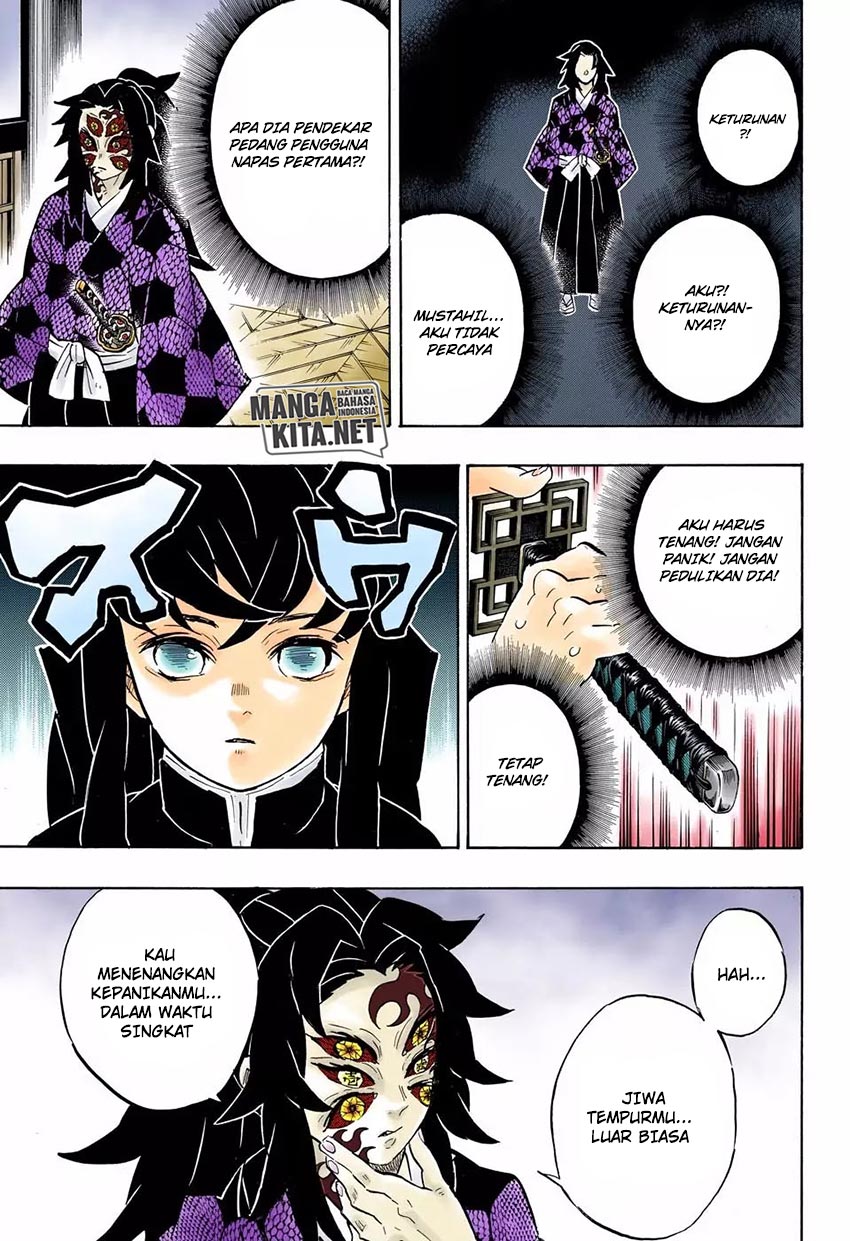 KETURUNAN
?!
AKU?!
KETURUNAN-
NYA?!
MUSTAHIL...
AKU TIDAK
PERCAYA
APA DIA PENDEKAR
PEDANG PENGGUNA
NAPAS PERTAMA?!
MANGA
KITA.NET
BACA MANGA
BAHASA
INDONESIA
AKU HARUS
TENANG! JANGAN
PANIK! JANGAN
PEDULIKAN DIA!
TETAP
TENANG!
スゥ
HAH...
JIWA
TEMPURMU...
LUAR BIASA
KAU
MENENANGKAN
KEPANIKANMU...
DALAM WAKTU
SINGKAT